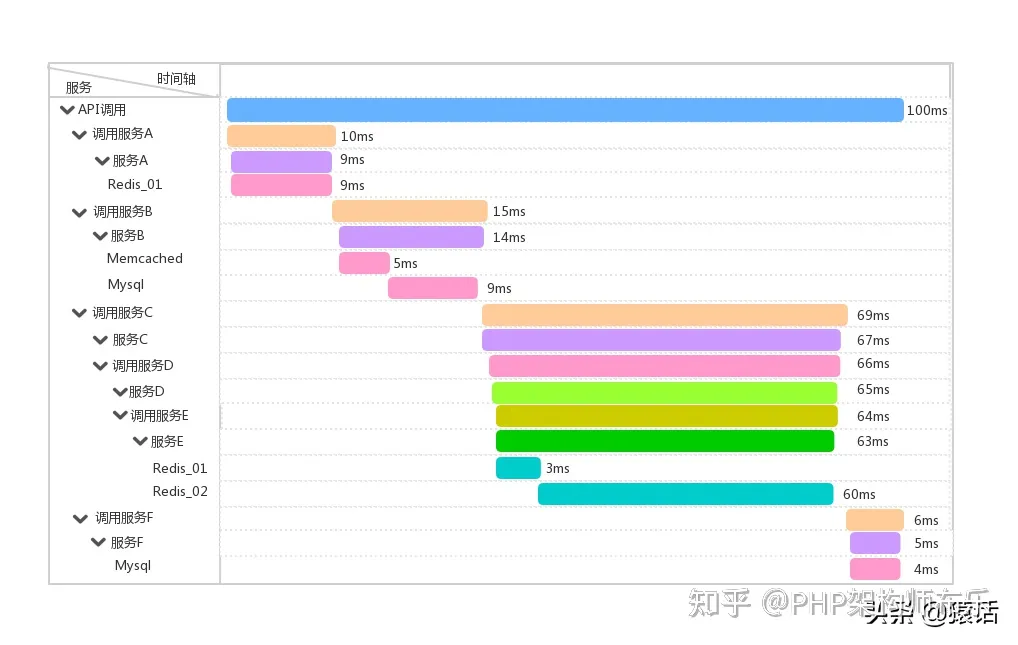 时间轴
服务
API调用 100ms
调用服务A 10ms
服务A 9ms
Redis_01 9ms
调用服务B 15ms
服务B 14ms
Memcached 5ms
Mysql 9ms
调用服务C 69ms
服务C 67ms
调用服务D 66ms
服务D 65ms
调用服务E 64ms
服务E 63ms
Redis_01 3ms
Redis_02 60ms
调用服务F 6ms
服务F 5ms
Mysql 4ms
知乎 @PHP架构师东乐
头条 @猿话